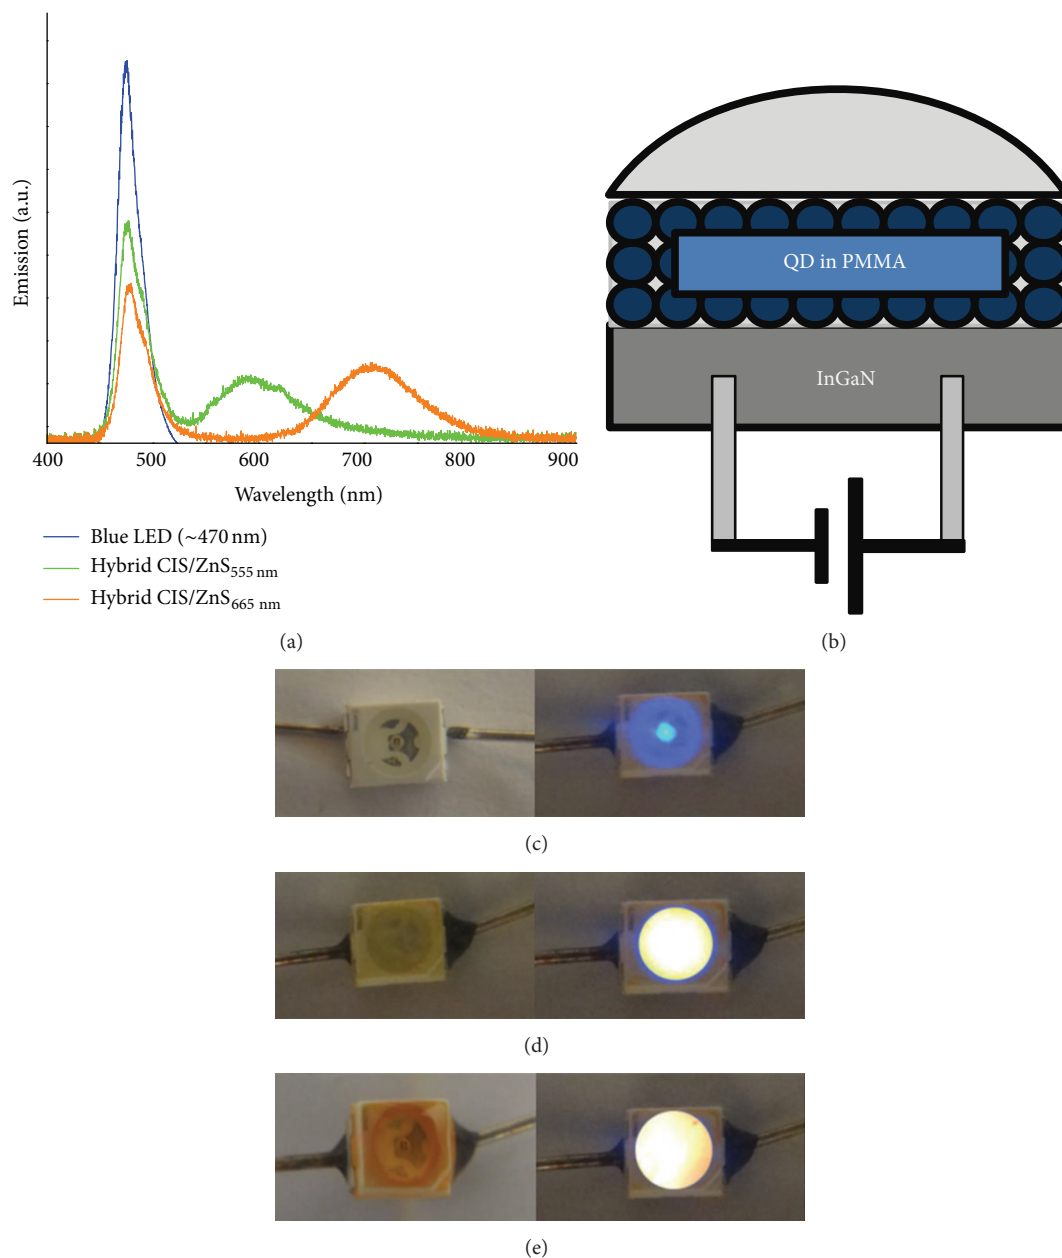 Emission (a.u.)
400 500 600 700 800 900
Wavelength (nm)
Blue LED (~470 nm)
Hybrid CIS/ZnS555 nm
Hybrid CIS/ZnS665 nm
(a)
QD in PMMA
InGaN
(b)
(c)
(d)
(e)